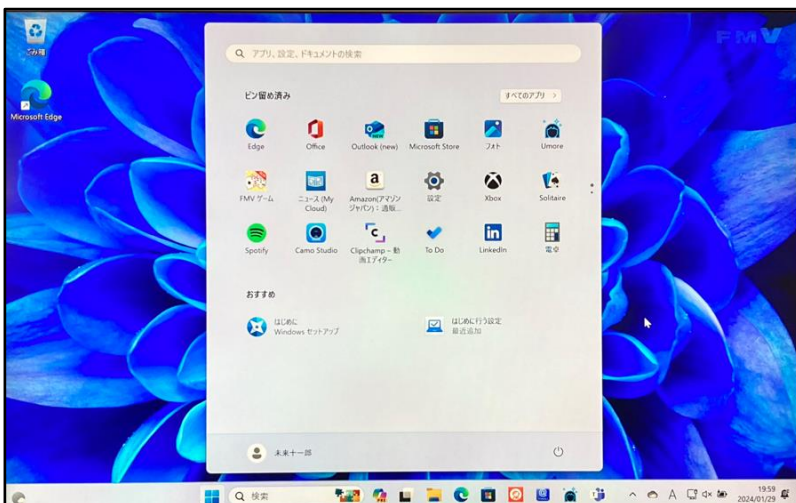 ごみ箱
Microsoft Edge
FMV
アプリ、設定、ドキュメントの検索
ピン留め済み
すべてのアプリ >
Edge
Office
Outlook (new)
Microsoft Store
フォト
Umore
FMV ゲーム
ニュース (My
Cloud)
Amazon(アマゾン
ジャパン)：通販...
設定
Xbox
Solitaire
Spotify
Camo Studio
Clipchamp – 動
画エディター
To Do
LinkedIn
電卓
おすすめ
はじめに
Windows セットアップ
はじめに行う設定
最近追加
未来十一郎
検索
A
19:59
2024/01/29